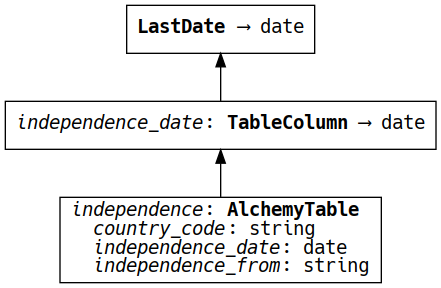 LastDate → date
independence_date: TableColumn → date
independence: AlchemyTable
country_code: string
independence_date: date
independence_from: string